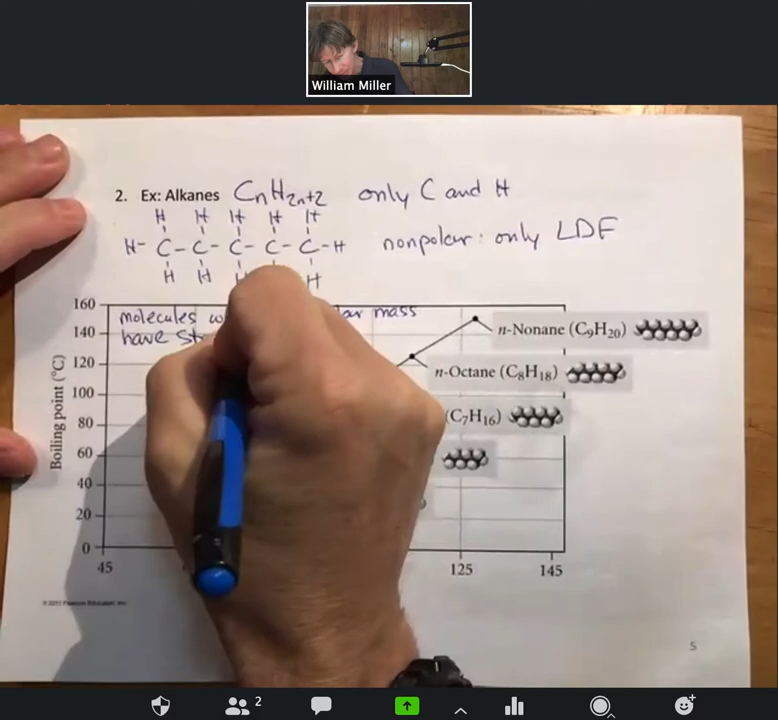 William Miller
2. Ex: Alkanes CnH2n+2 only C and H
H H H H H
H- C - C - C - C - C -H nonpolar: only LDF
H H H
160
molecules mass
140
have
n-Nonane (C₉H₂₀)
120
n-Octane (C₈H₁₈)
100
80
(C₇H₁₆)
60
40
20
0
Boiling point (°C)
45 125 145
5
2